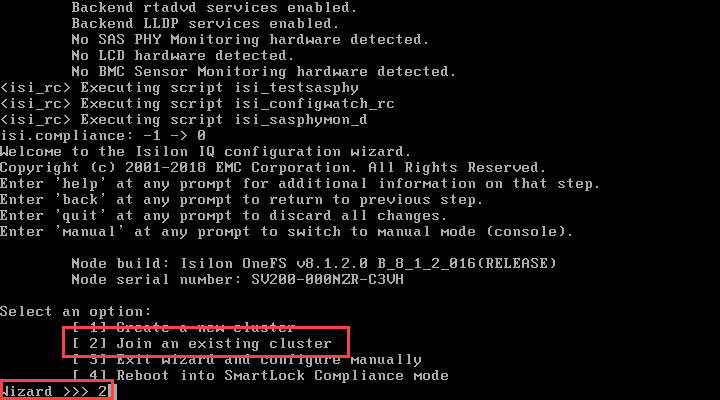 Backend rtadvd services enabled.
Backend LLDP services enabled.
No SAS PHY Monitoring hardware detected.
No LCD hardware detected.
No BMC Sensor Monitoring hardware detected.
<isi_rc> Executing script isi_testsasphy
<isi_rc> Executing script isi_configwatch_rc
<isi_rc> Executing script isi_sasphymon_d
isi.compliance: -1 -> 0
Welcome to the Isilon IQ configuration wizard.
Copyright (c) 2001-2018 EMC Corporation. All Rights Reserved.
Enter 'help' at any prompt for additional information on that step.
Enter 'back' at any prompt to return to previous step.
Enter 'quit' at any prompt to discard all changes.
Enter 'manual' at any prompt to switch to manual mode (console).
Node build: Isilon OneFS v8.1.2.0 B_8_1_2_016(RELEASE)
Node serial number: SV200-000NZR-C3VH
Select an option:
[ 1] Create a new cluster
[ 2] Join an existing cluster
[ 3] Exit wizard and configure manually
[ 4] Reboot into SmartLock Compliance mode
Wizard >>> 2